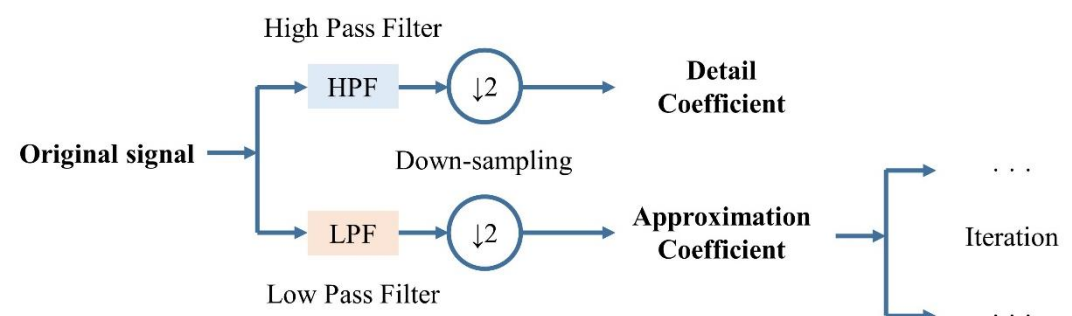 High Pass Filter
HPF
↓2
Detail
Coefficient
Original signal
Down-sampling
. . .
LPF
↓2
Approximation
Coefficient
Iteration
Low Pass Filter
. . .